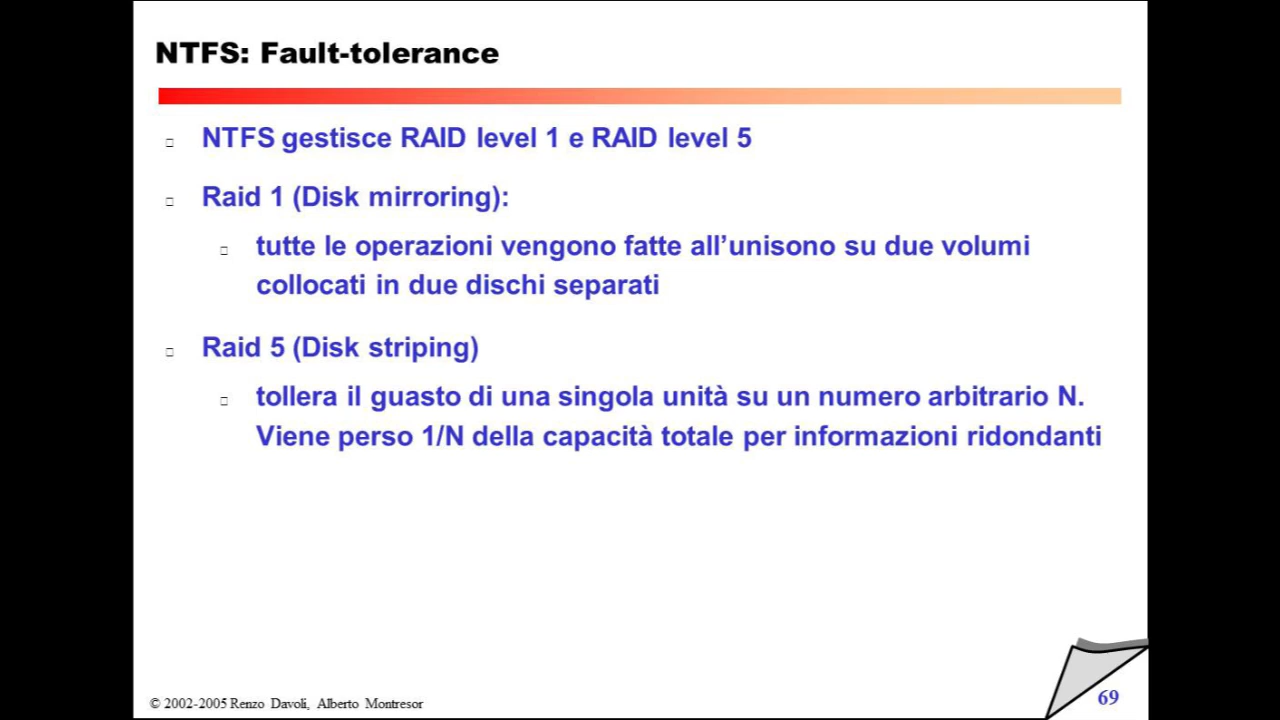 NTFS: Fault-tolerance
NTFS gestisce RAID level 1 e RAID level 5
Raid 1 (Disk mirroring):
tutte le operazioni vengono fatte all’unisono su due volumi
collocati in due dischi separati
Raid 5 (Disk striping)
tollera il guasto di una singola unità su un numero arbitrario N.
Viene perso 1/N della capacità totale per informazioni ridondanti
© 2002-2005 Renzo Davoli, Alberto Montresor
69